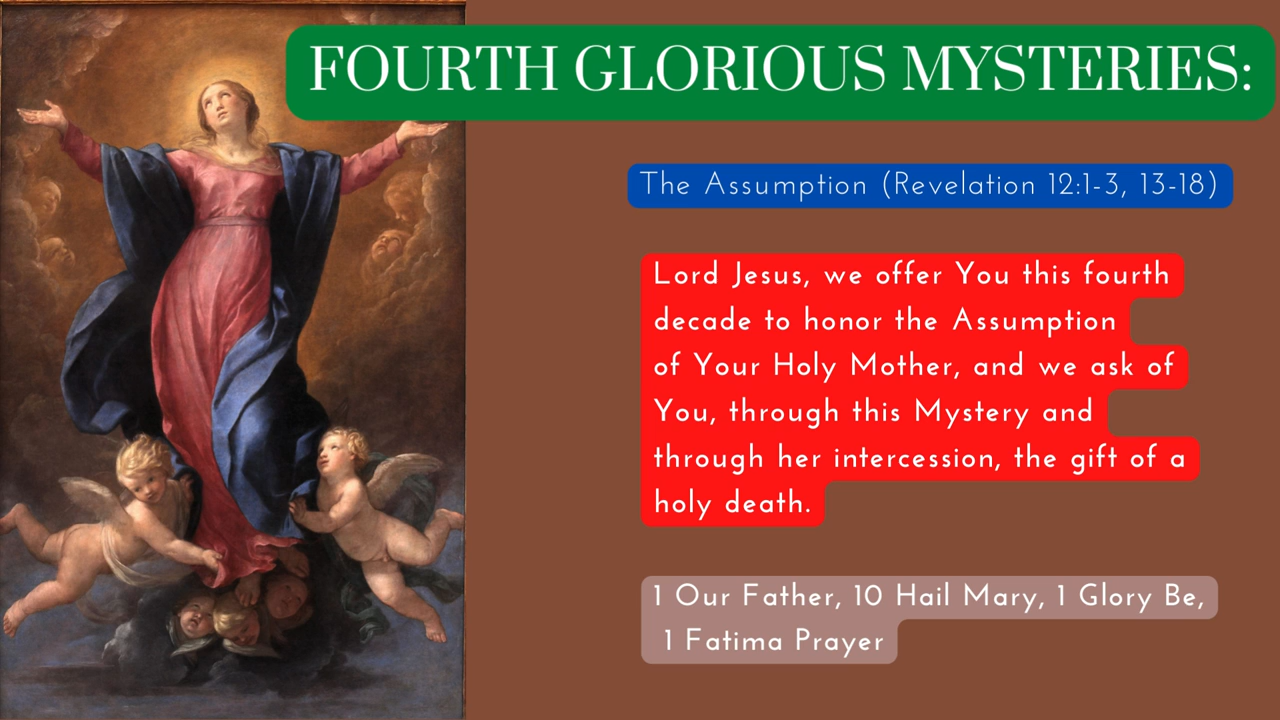 FOURTH GLORIOUS MYSTERIES:
The Assumption (Revelation 12:1-3, 13-18)
Lord Jesus, we offer You this fourth
decade to honor the Assumption
of Your Holy Mother, and we ask of
You, through this Mystery and
through her intercession, the gift of a
holy death.
1 Our Father, 10 Hail Mary, 1 Glory Be,
1 Fatima Prayer